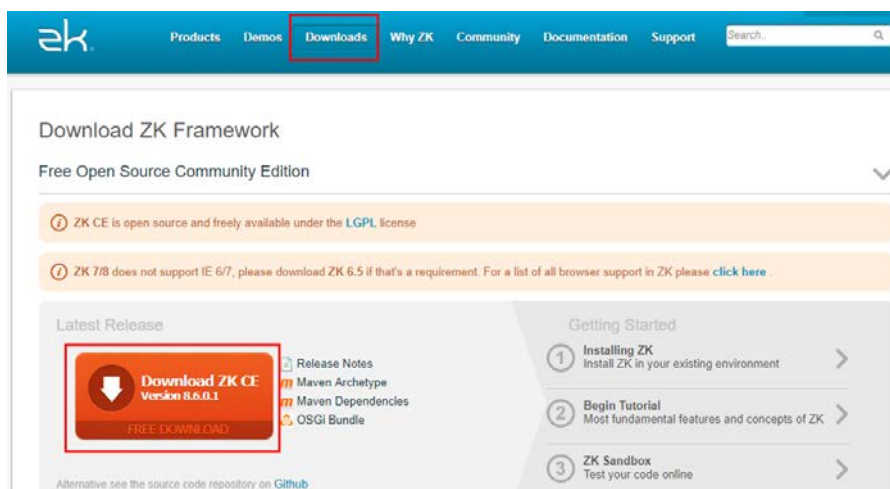 zk.
Products Demos Downloads Why ZK Community Documentation Support Search..
Download ZK Framework
Free Open Source Community Edition
ZK CE is open source and freely available under the LGPL license
ZK 7/8 does not support IE 6/7, please download ZK 6.5 if that's a requirement. For a list of all browser support in ZK please click here .
Latest Release
Download ZK CE
Version 8.6.0.1
FREE DOWNLOAD
Release Notes
Maven Archetype
Maven Dependencies
OSGi Bundle
Alternative see the source code repository on Github
Getting Started
1 Installing ZK
Install ZK in your existing environment
2 Begin Tutorial
Most fundamental features and concepts of ZK
3 ZK Sandbox
Test your code online